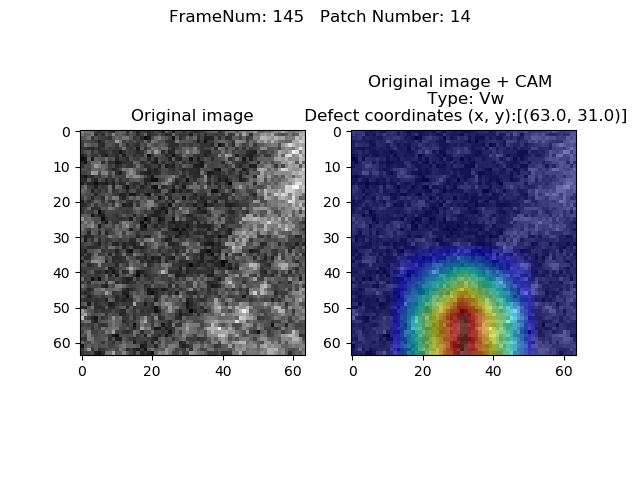 FrameNum: 145   Patch Number: 14
Original image
0
10
20
30
40
50
60
0 20 40 60
Original image + CAM
Type: Vw
Defect coordinates (x, y):[(63.0, 31.0)]
0
10
20
30
40
50
60
0 20 40 60